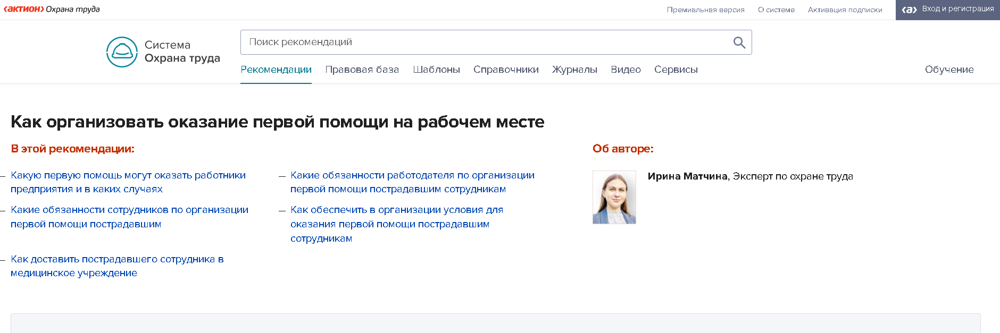 ‹актион› Охрана труда
Премиальная версия
О системе
Активация подписки
‹а› Вход и регистрация
Система
Охрана труда
Поиск рекомендаций
Рекомендации
Правовая база
Шаблоны
Справочники
Журналы
Видео
Сервисы
Обучение
Как организовать оказание первой помощи на рабочем месте
В этой рекомендации:
— Какую первую помощь могут оказать работники
предприятия и в каких случаях
— Какие обязанности работодателя по организации
первой помощи пострадавшим сотрудникам
— Какие обязанности сотрудников по организации
первой помощи пострадавшим
— Как обеспечить в организации условия для
оказания первой помощи пострадавшим
сотрудникам
— Как доставить пострадавшего сотрудника в
медицинское учреждение
Об авторе:
Ирина Матчина, Эксперт по охране труда